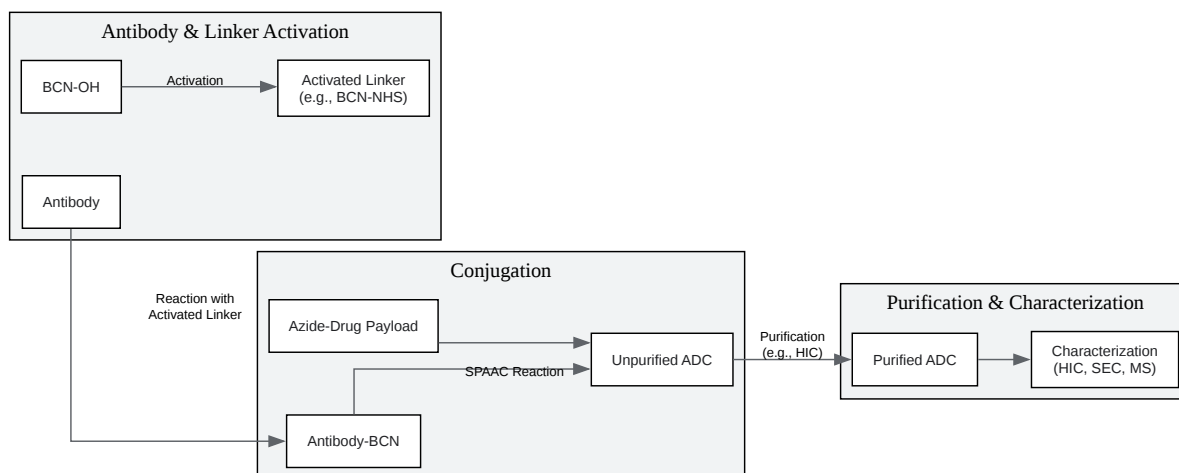 Antibody & Linker Activation
BCN-OH
Activation
Activated Linker
(e.g., BCN-NHS)
Antibody
Reaction with
Activated Linker
Conjugation
Azide-Drug Payload
SPAAC Reaction
Unpurified ADC
Antibody-BCN
Purification
(e.g., HIC)
Purification & Characterization
Purified ADC
Characterization
(HIC, SEC, MS)